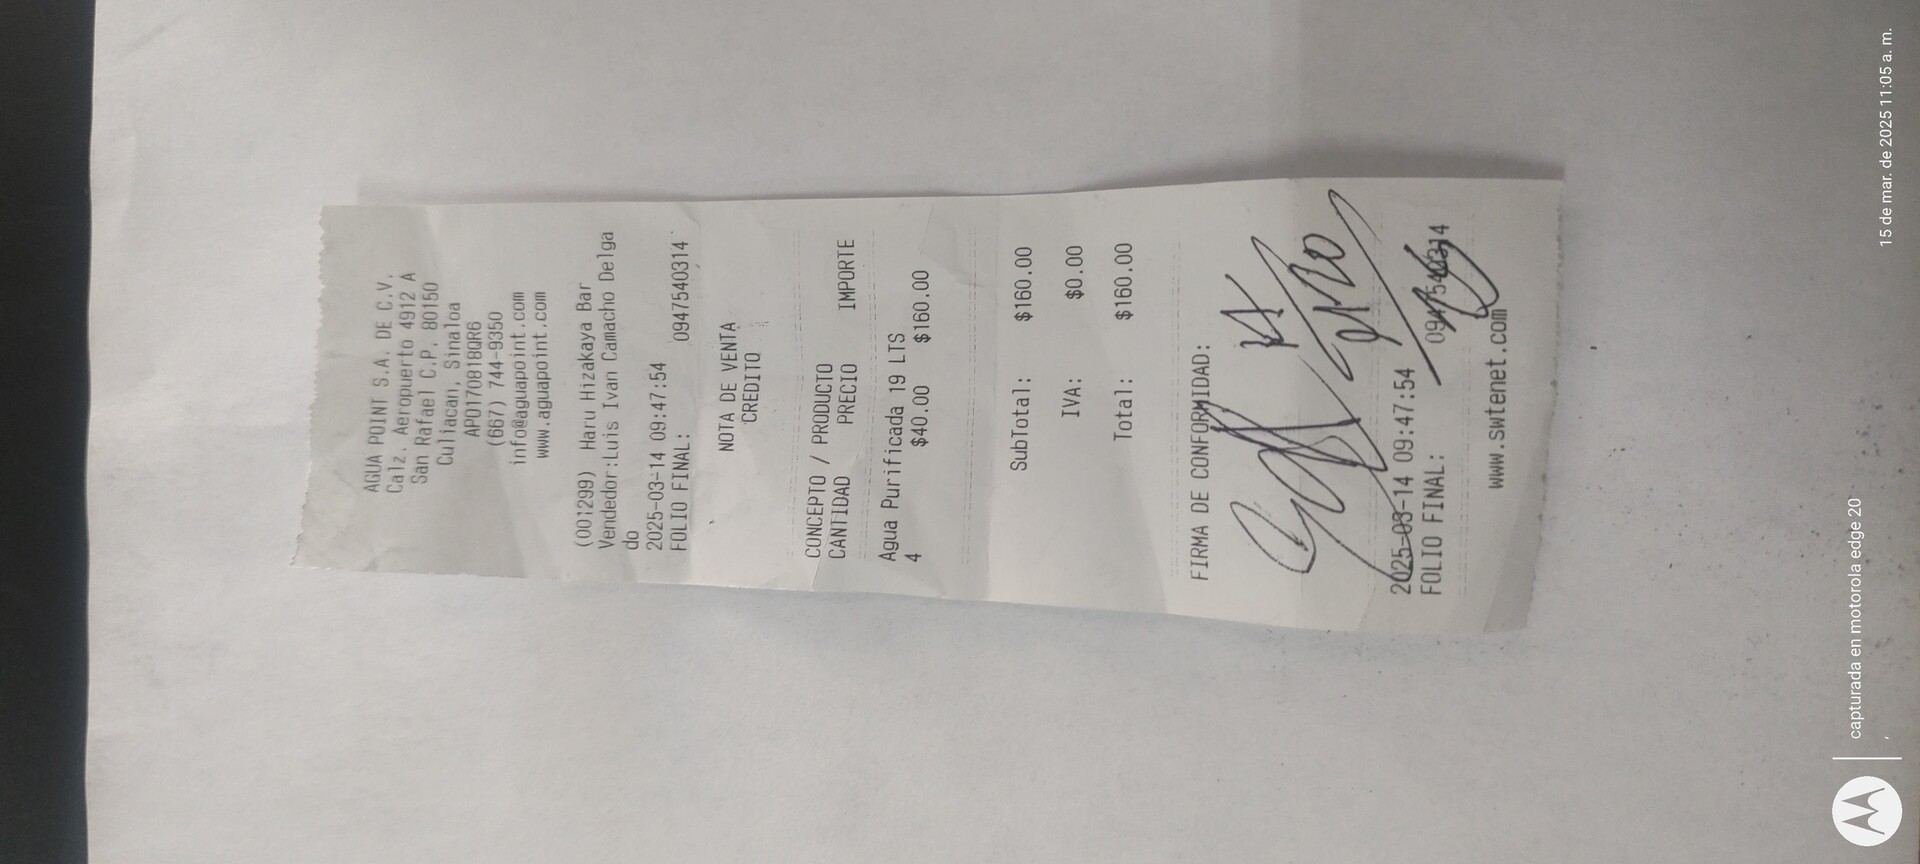 AGUA POINT S.A. DE C.V.
Calz. Aeropuerto 4912 A
San Rafael C.P. 80150
Culiacan, Sinaloa
APO170818QR6
(667) 744-9350
info@aguapoint.com
www.aguapoint.com
(001299) Haru Hizakaya Bar
Vendedor:Luis Ivan Camacho Delga
do
2025-03-14 09:47:54
FOLIO FINAL: 0947540314
NOTA DE VENTA
CREDITO
CONCEPTO / PRODUCTO
CANTIDAD PRECIO IMPORTE
Agua Purificada 19 LTS
4 $40.00 $160.00
SubTotal: $160.00
IVA: $0.00
Total: $160.00
FIRMA DE CONFORMIDAD:
2025-03-14 09:47:54
FOLIO FINAL: 0947540314
www.swtenet.com
capturada en motorola edge 20
15 de mar. de 2025 11:05 a. m.